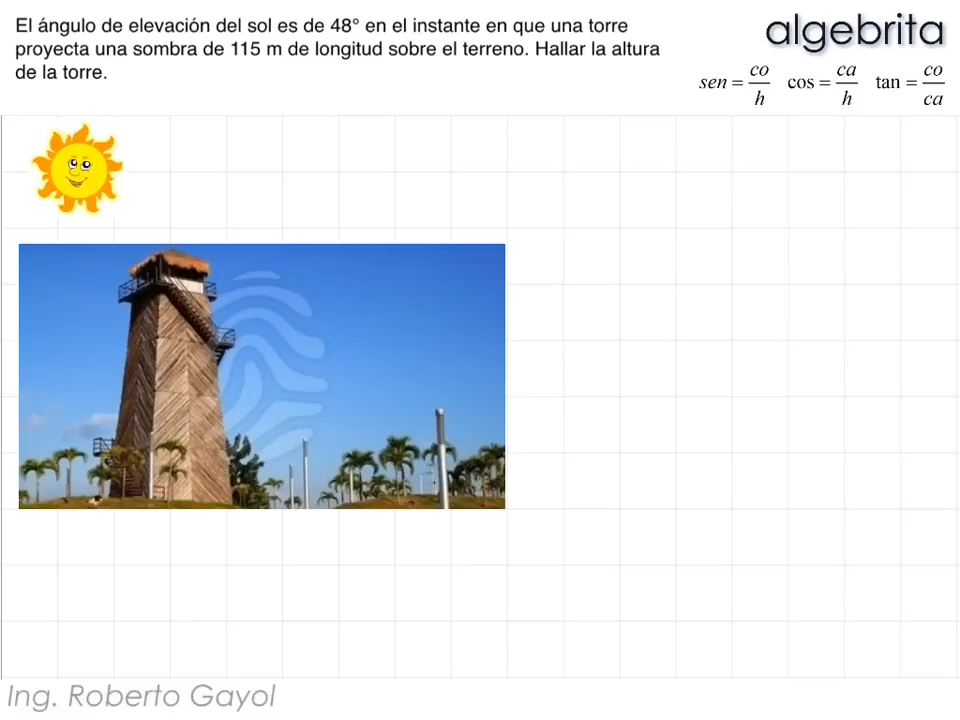 El ángulo de elevación del sol es de 48° en el instante en que una torre
proyecta una sombra de 115 m de longitud sobre el terreno. Hallar la altura
de la torre.
algebrita
sen = co/h cos = ca/h tan = co/ca
Ing. Roberto Gayol